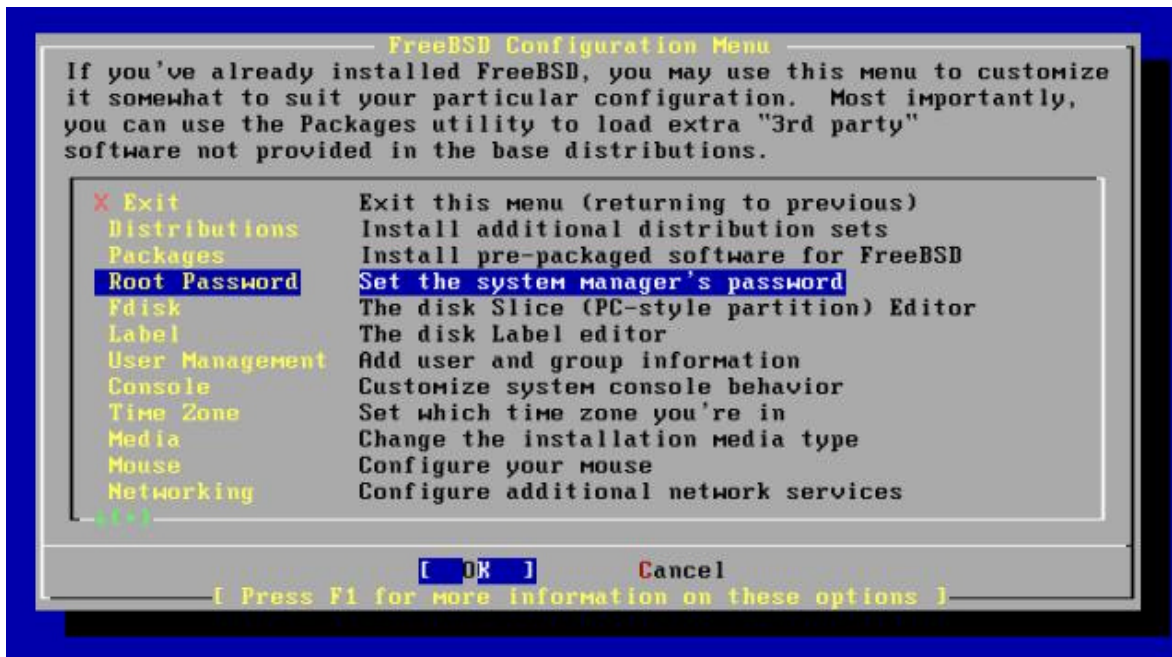 FreeBSD Configuration Menu
If you've already installed FreeBSD, you may use this menu to customize
it somewhat to suit your particular configuration.  Most importantly,
you can use the Packages utility to load extra "3rd party"
software not provided in the base distributions.
X Exit Exit this menu (returning to previous)
Distributions Install additional distribution sets
Packages Install pre-packaged software for FreeBSD
Root Password Set the system manager's password
Fdisk The disk Slice (PC-style partition) Editor
Label The disk Label editor
User Management Add user and group information
Console Customize system console behavior
Time Zone Set which time zone you're in
Media Change the installation media type
Mouse Configure your mouse
Networking Configure additional network services
[ OK ] Cancel
[ Press F1 for more information on these options ]